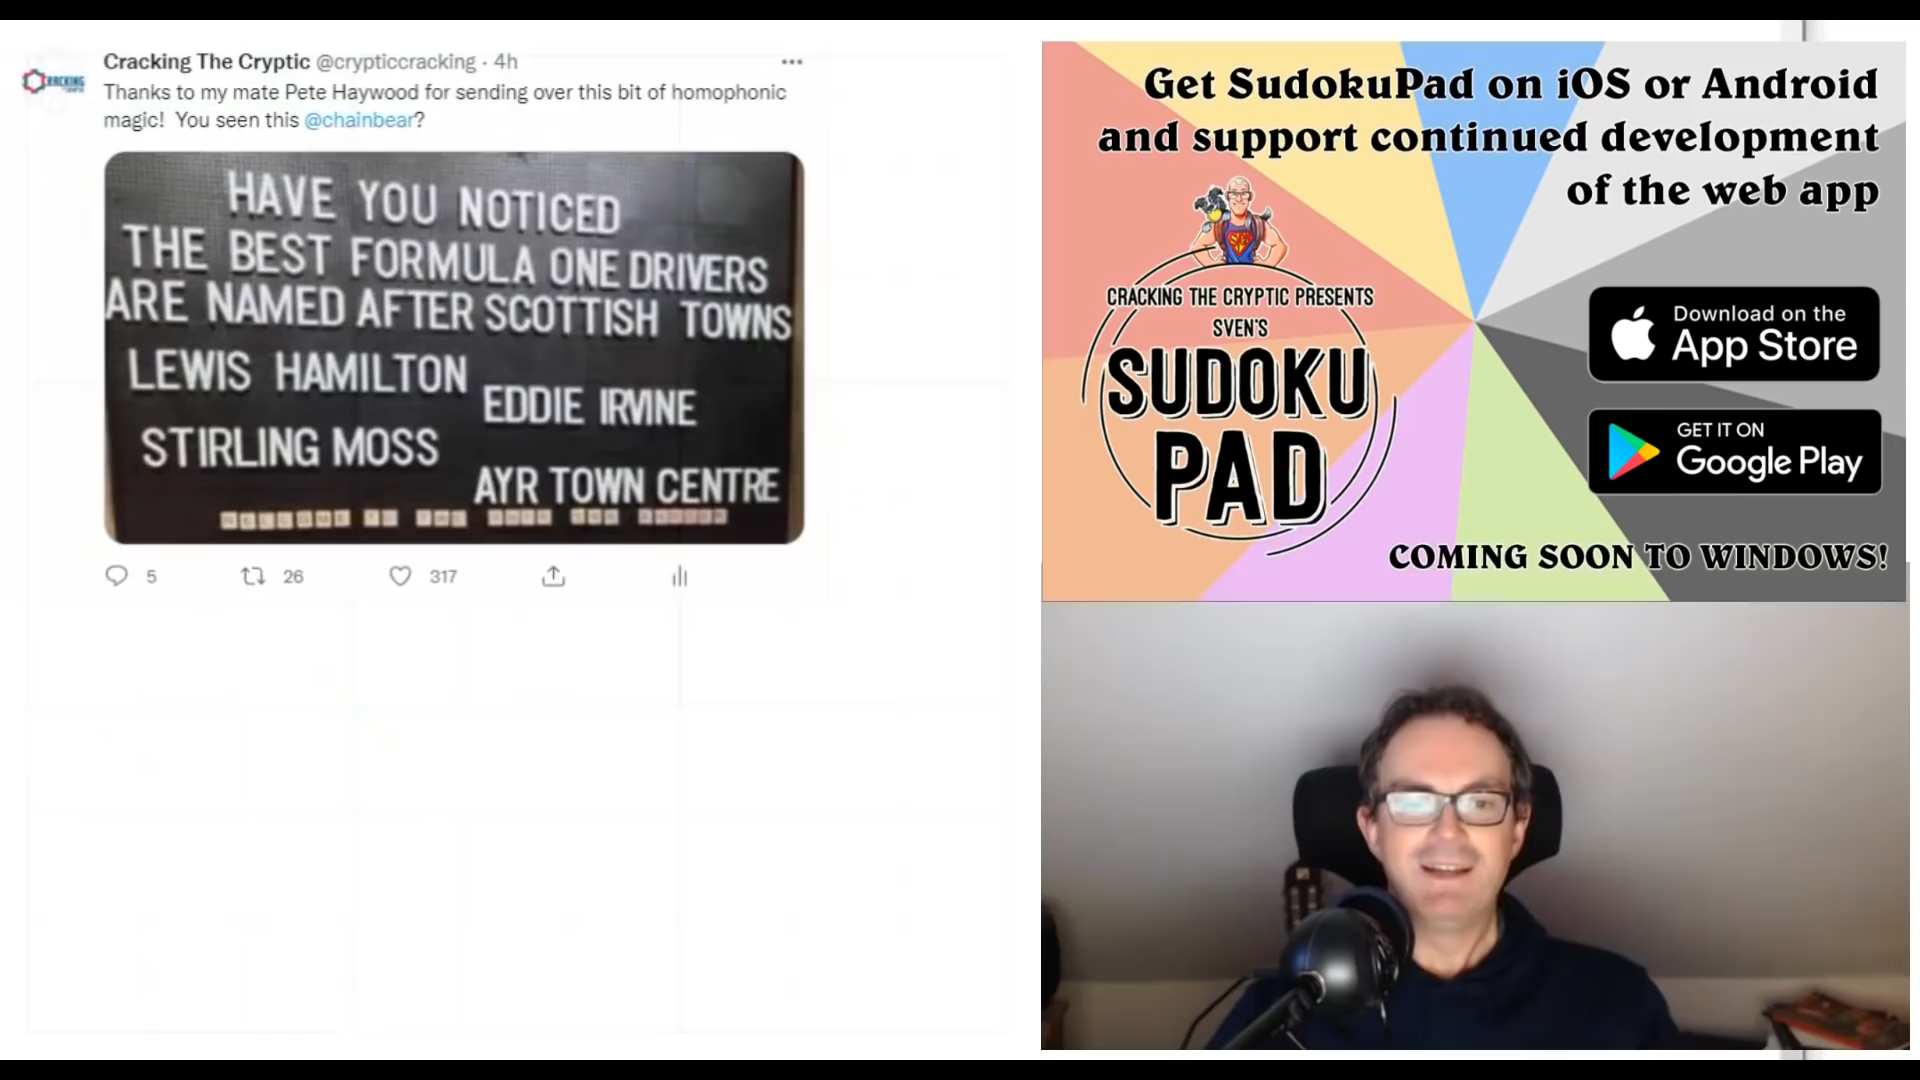 Cracking The Cryptic @crypticcracking · 4h
Thanks to my mate Pete Haywood for sending over this bit of homophonic
magic! You seen this @chainbear?
HAVE YOU NOTICED
THE BEST FORMULA ONE DRIVERS
ARE NAMED AFTER SCOTTISH TOWNS
LEWIS HAMILTON
EDDIE IRVINE
STIRLING MOSS
AYR TOWN CENTRE
5
26
317
Get SudokuPad on iOS or Android
and support continued development
of the web app
CRACKING THE CRYPTIC PRESENTS
SVEN'S
SUDOKU
PAD
Download on the
App Store
GET IT ON
Google Play
COMING SOON TO WINDOWS!